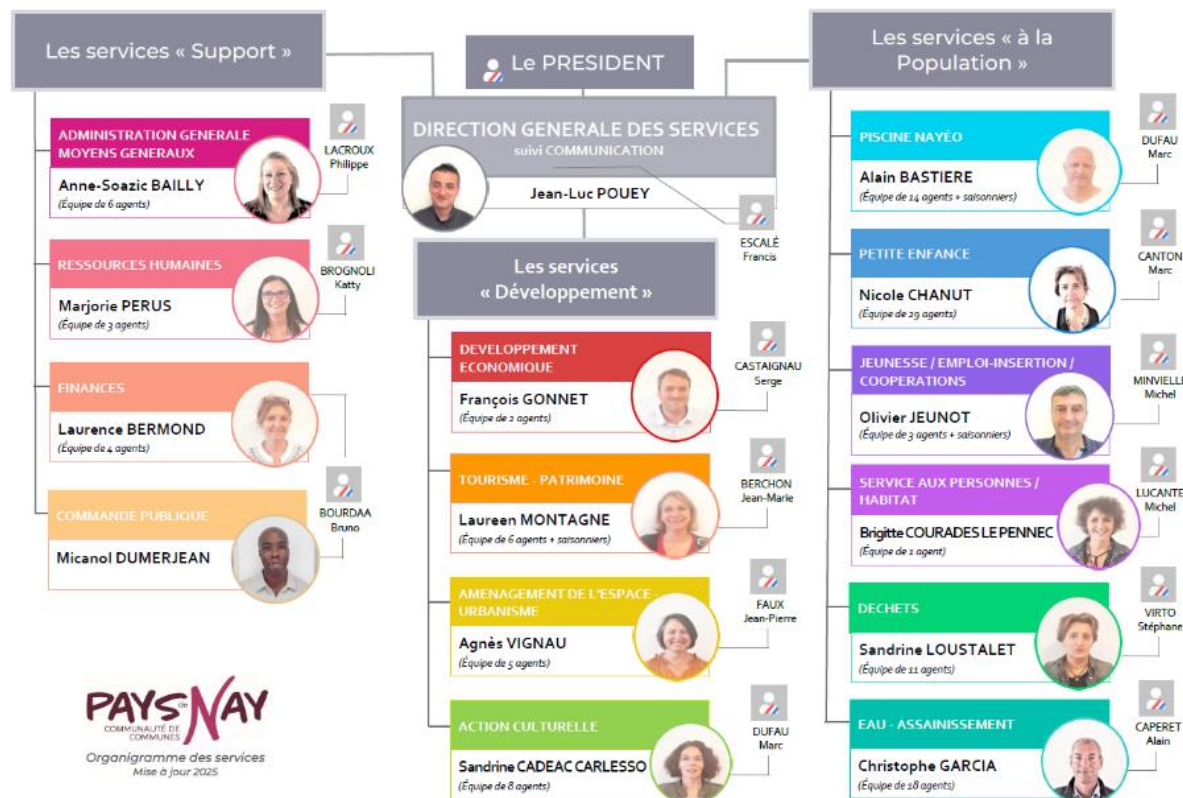 Les services « Support »
ADMINISTRATION GENERALE
MOYENS GENERAUX
Anne-Soazic BAILLY
(Équipe de 6 agents)
LACROUX
Philippe
RESSOURCES HUMAINES
Marjorie PERUS
(Équipe de 3 agents)
BROGNOLI
Katty
FINANCES
Laurence BERMOND
(Équipe de 4 agents)
COMMANDE PUBLIQUE
Micanol DUMERJEAN
BOURDAA
Bruno
Le PRESIDENT
DIRECTION GENERALE DES SERVICES
suivi COMMUNICATION
Jean-Luc POUEY
ESCALÉ
Francis
Les services
« Développement »
DEVELOPPEMENT
ECONOMIQUE
François GONNET
(Équipe de 2 agents)
CASTAIGNAU
Serge
TOURISME - PATRIMOINE
Laureen MONTAGNE
(Équipe de 6 agents + saisonniers)
BERCHON
Jean-Marie
AMENAGEMENT DE L'ESPACE -
URBANISME
Agnès VIGNAU
(Équipe de 5 agents)
FAUX
Jean-Pierre
ACTION CULTURELLE
Sandrine CADEAC CARLESSO
(Équipe de 8 agents)
DUFAU
Marc
Les services « à la
Population »
PISCINE NAYÉO
Alain BASTIERE
(Équipe de 14 agents + saisonniers)
DUFAU
Marc
PETITE ENFANCE
Nicole CHANUT
(Équipe de 29 agents)
CANTON
Marc
JEUNESSE / EMPLOI-INSERTION /
COOPERATIONS
Olivier JEUNOT
(Équipe de 3 agents + saisonniers)
MINVIELLE
Michel
SERVICE AUX PERSONNES /
HABITAT
Brigitte COURADES LE PENNEC
(Équipe de 1 agent)
LUCANTE
Michel
DECHETS
Sandrine LOUSTALET
(Équipe de 11 agents)
VIRTO
Stéphane
EAU - ASSAINISSEMENT
Christophe GARCIA
(Équipe de 18 agents)
CAPERET
Alain
PAYS de NAY
COMMUNAUTÉ DE
COMMUNES
Organigramme des services
Mise à jour 2025